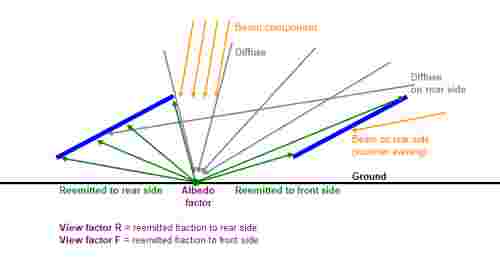 Beam component
Diffuse
Diffuse
on rear side
Beam on rear side
(summer evening)
Ground
Reemitted to rear side
Albedo
factor
Reemitted to front side
View factor R = reemitted fraction to rear side
View factor F = reemitted fraction to front side